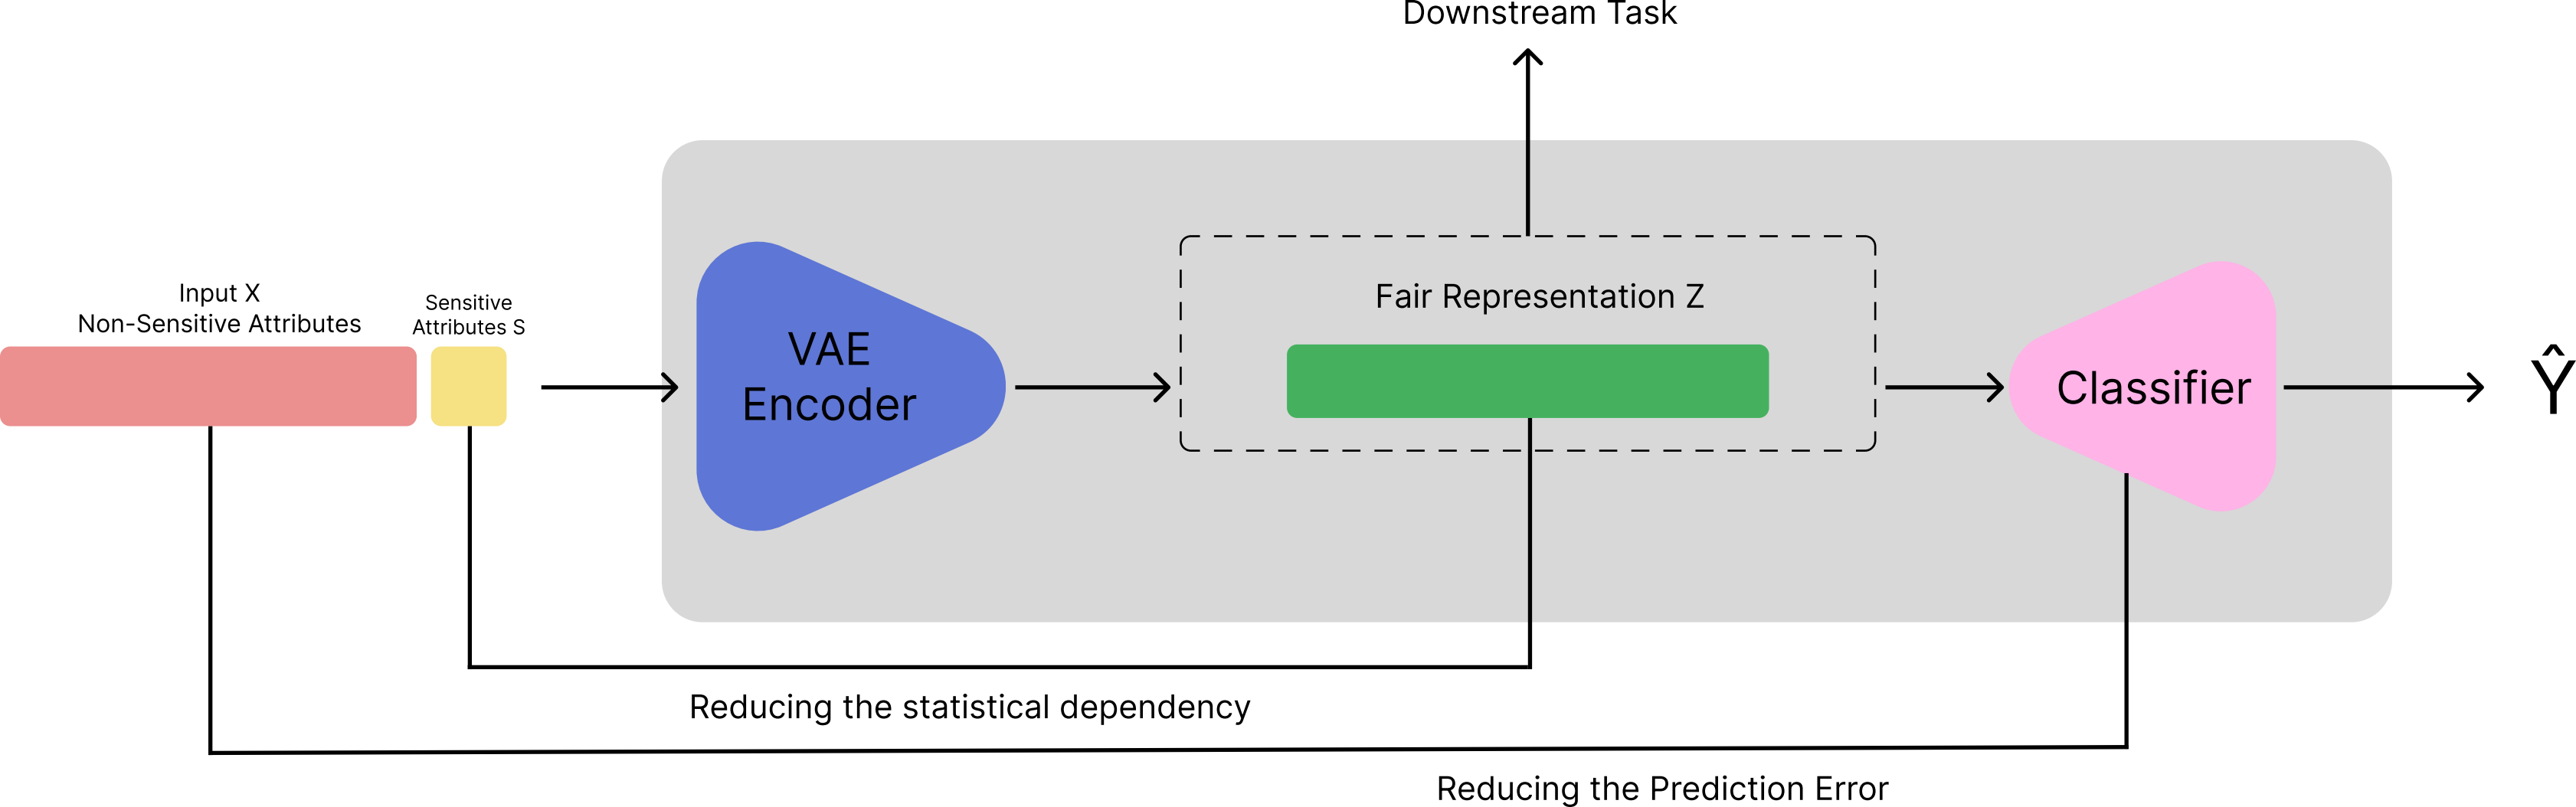 Downstream Task
Input X
Non-Sensitive Attributes
Sensitive
Attributes S
VAE
Encoder
Fair Representation Z
Classifier
Ŷ
Reducing the statistical dependency
Reducing the Prediction Error